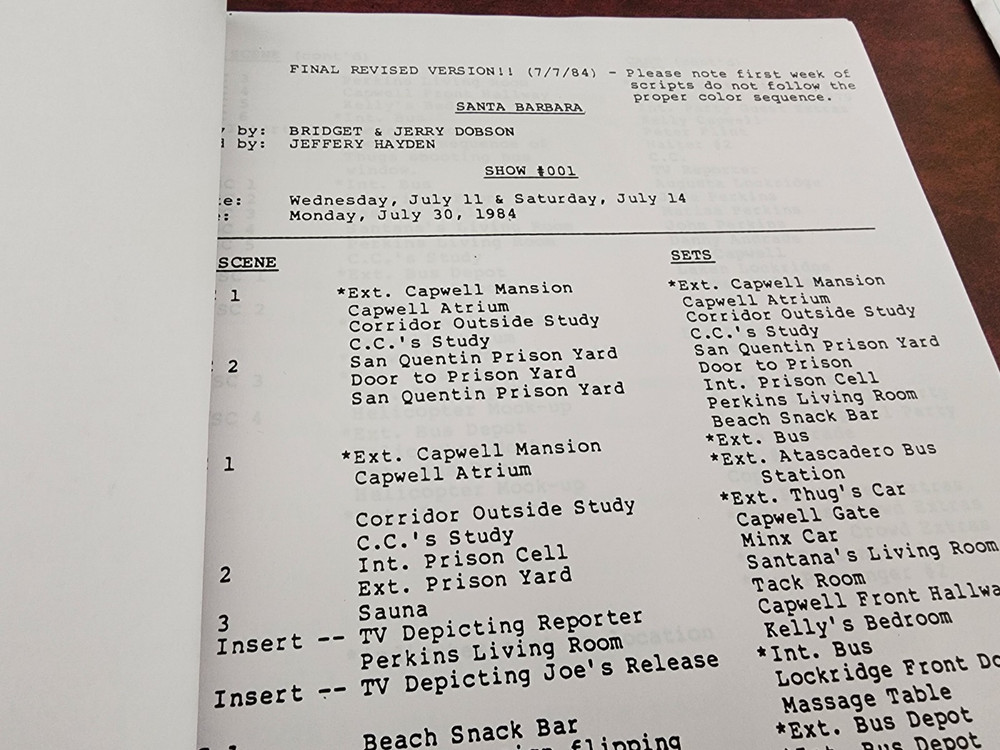 FINAL REVISED VERSION!! (7/7/84) - Please note first week of
scripts do not follow the
proper color sequence.
SANTA BARBARA
by: BRIDGET & JERRY DOBSON
by: JEFFERY HAYDEN
SHOW #001
e: Wednesday, July 11 & Saturday, July 14
: Monday, July 30, 1984
SCENE
1 *Ext. Capwell Mansion
Capwell Atrium
Corridor Outside Study
C.C.'s Study
2 San Quentin Prison Yard
Door to Prison Yard
San Quentin Prison Yard
1 *Ext. Capwell Mansion
Capwell Atrium
Corridor Outside Study
C.C.'s Study
Int. Prison Cell
2 Ext. Prison Yard
3 Sauna
Insert -- TV Depicting Reporter
Perkins Living Room
Insert -- TV Depicting Joe's Release
Beach Snack Bar
flipping
SETS
*Ext. Capwell Mansion
Capwell Atrium
Corridor Outside Study
C.C.'s Study
San Quentin Prison Yard
Door to Prison
Int. Prison Cell
Perkins Living Room
Beach Snack Bar
*Ext. Bus
*Ext. Atascadero Bus
Station
*Ext. Thug's Car
Capwell Gate
Minx Car
Santana's Living Room
Tack Room
Capwell Front Hallwa
Kelly's Bedroom
*Int. Bus
Lockridge Front Do
Massage Table
*Ext. Bus Depot
Bus Depot